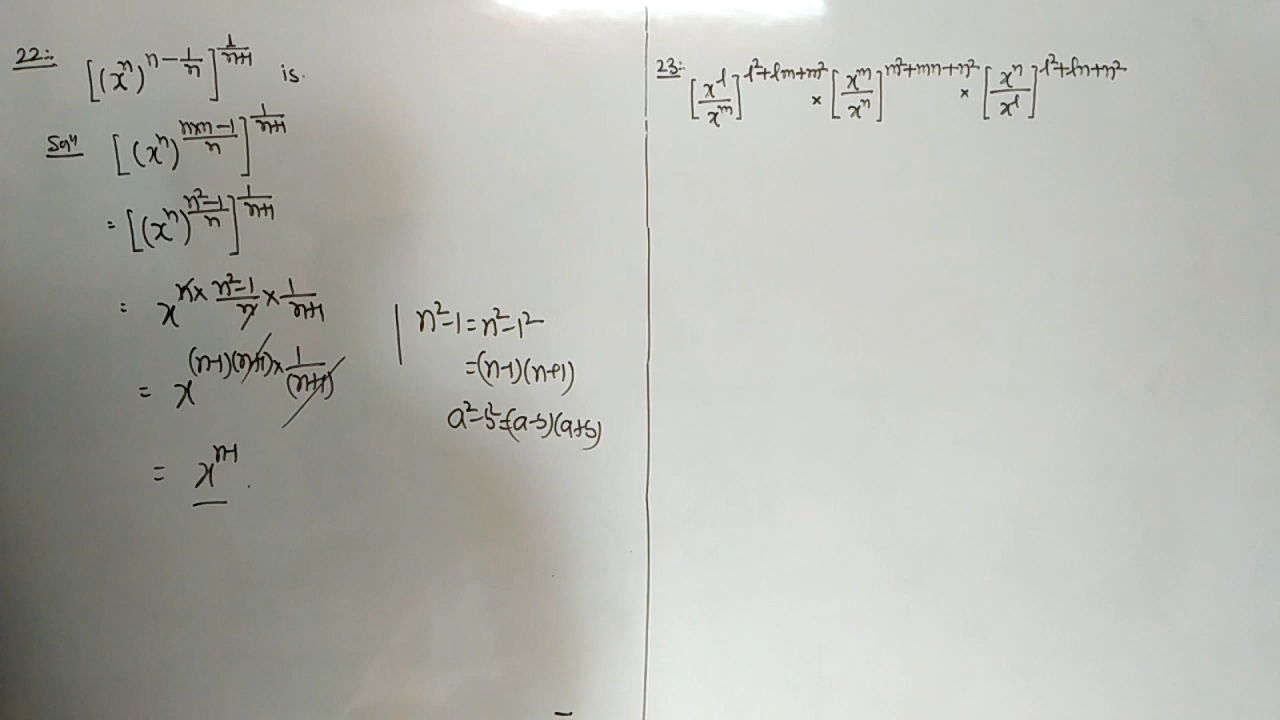 22:- [(x^n)^{n - 1/n}]^{1/(n+1)} is.
Soln [(x^n)^{(n×n-1)/n}]^{1/(n+1)}
= [(x^n)^{(n²-1)/n}]^{1/(n+1)}
= x^{n × (n²-1)/n × 1/(n+1)}
= x^{(n-1)(n+1) × 1/(n+1)}
= x^{n-1}.
n²-1 = n²-1²
= (n-1)(n+1)
a²-b² = (a-b)(a+b)
23:- [x^l/x^m]^{l²+lm+m²} × [x^m/x^n]^{m²+mn+n²} × [x^n/x^l]^{l²+ln+n²}